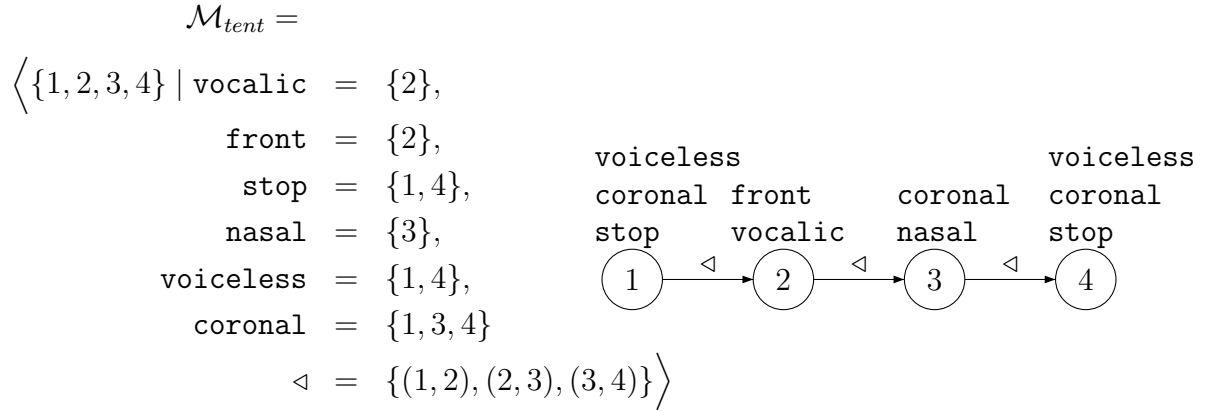 M_tent =
⟨{1, 2, 3, 4} | vocalic = {2},
front = {2},
stop = {1, 4},
nasal = {3},
voiceless = {1, 4},
coronal = {1, 3, 4}
◁ = {(1, 2), (2, 3), (3, 4)}⟩
voiceless voiceless
coronal front coronal coronal
stop vocalic nasal stop
◁ ◁ ◁
1 2 3 4